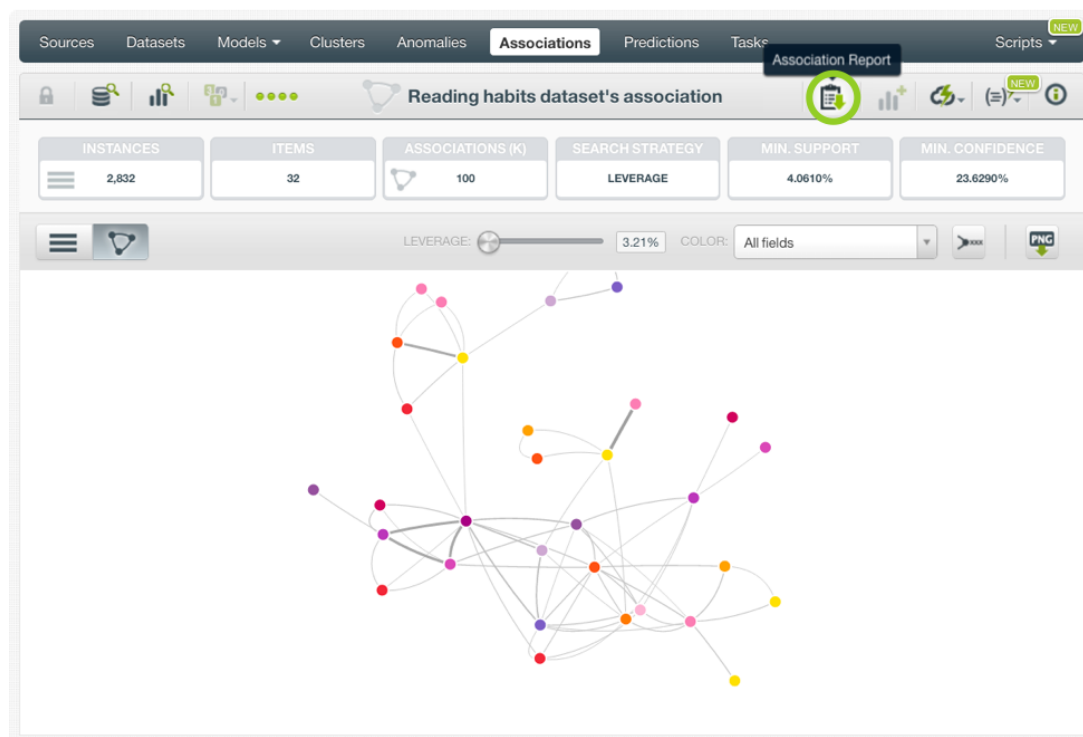 NEW
Sources Datasets Models Clusters Anomalies Associations Predictions Tasks Scripts
Association Report
Reading habits dataset's association
NEW
INSTANCES ITEMS ASSOCIATIONS (K) SEARCH STRATEGY MIN. SUPPORT MIN. CONFIDENCE
2,832 32 100 LEVERAGE 4.0610% 23.6290%
LEVERAGE: 3.21% COLOR: All fields XXX PNG